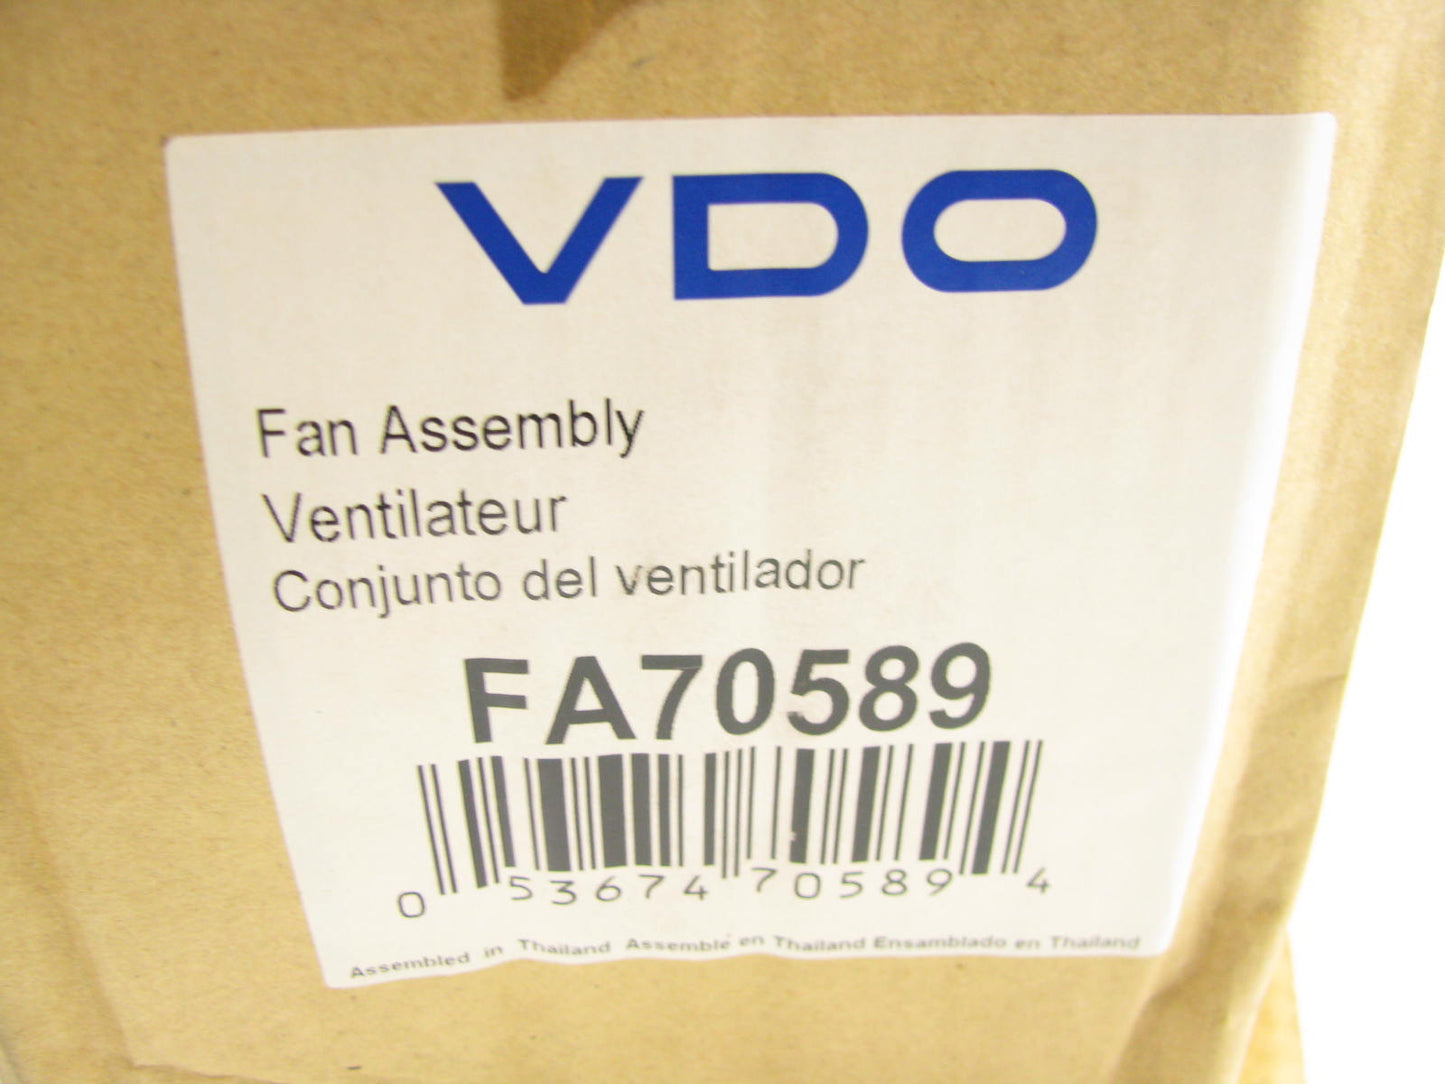 VDO
Fan Assembly
Ventilateur
Conjunto del ventilador
FA70589
0 53674 70589 4
Assembled in Thailand Assemblé en Thailand Ensamblado en Thailand